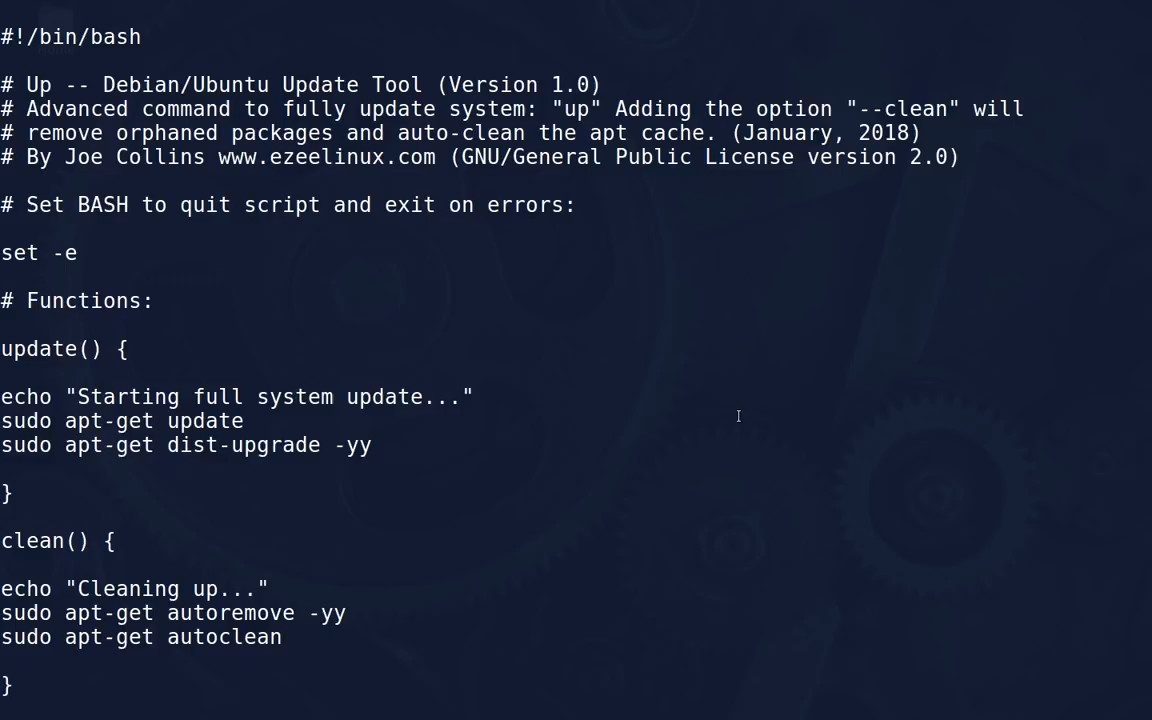 #!/bin/bash
# Up -- Debian/Ubuntu Update Tool (Version 1.0)
# Advanced command to fully update system: "up" Adding the option "--clean" will
# remove orphaned packages and auto-clean the apt cache. (January, 2018)
# By Joe Collins www.ezeelinux.com (GNU/General Public License version 2.0)
# Set BASH to quit script and exit on errors:
set -e
# Functions:
update() {
echo "Starting full system update..."
sudo apt-get update
sudo apt-get dist-upgrade -yy
}
clean() {
echo "Cleaning up..."
sudo apt-get autoremove -yy
sudo apt-get autoclean
}